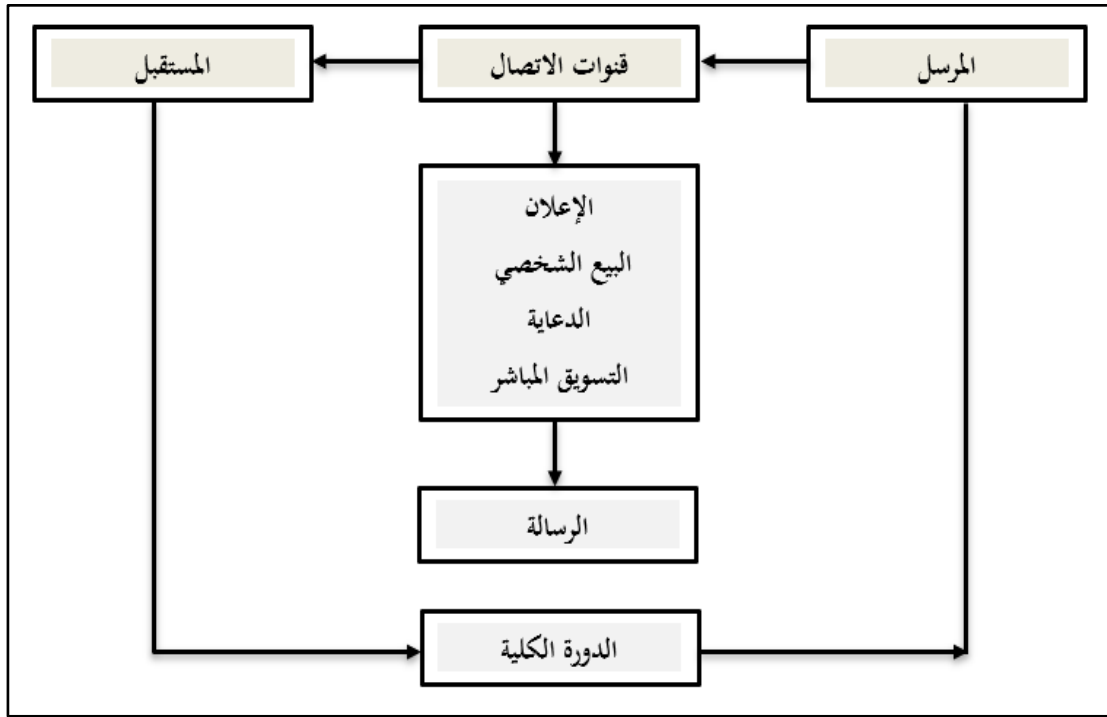 المرسل
قنوات الاتصال
المستقبل
الإعلان
البيع الشخصي
الدعاية
التسويق المباشر
الرسالة
الدورة الكلية